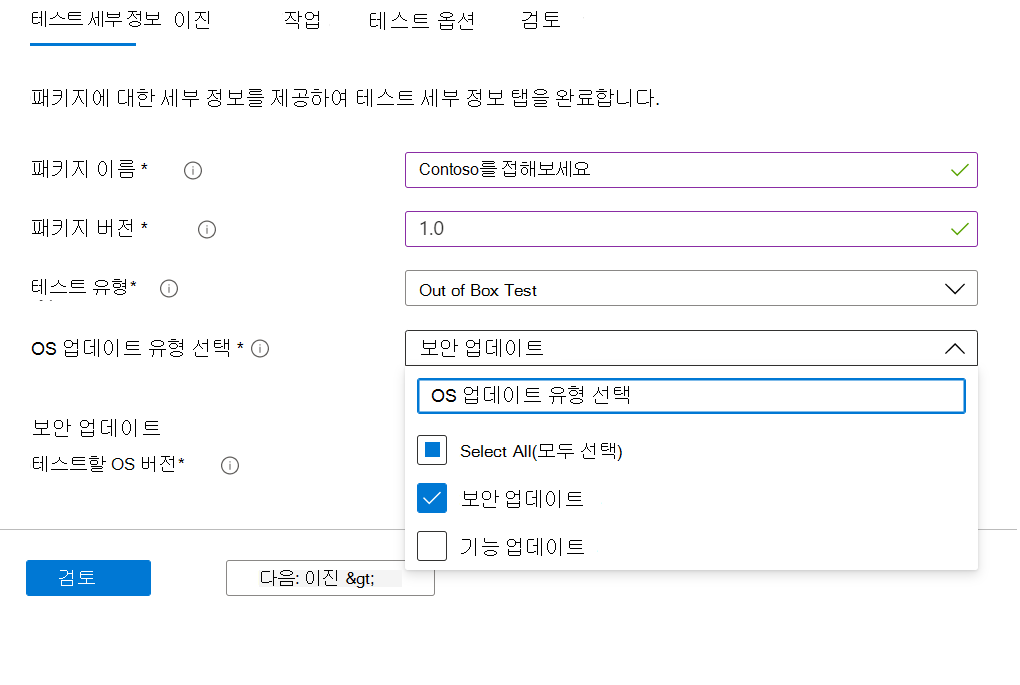 테스트 세부 정보 이진 작업 테스트 옵션 검토
패키지에 대한 세부 정보를 제공하여 테스트 세부 정보 탭을 완료합니다.
패키지 이름 * Contoso를 접해보세요
패키지 버전 * 1.0
테스트 유형* Out of Box Test
OS 업데이트 유형 선택 * 보안 업데이트
OS 업데이트 유형 선택
보안 업데이트
테스트할 OS 버전*
Select All(모두 선택)
보안 업데이트
기능 업데이트
검토 다음: 이진 &gt;